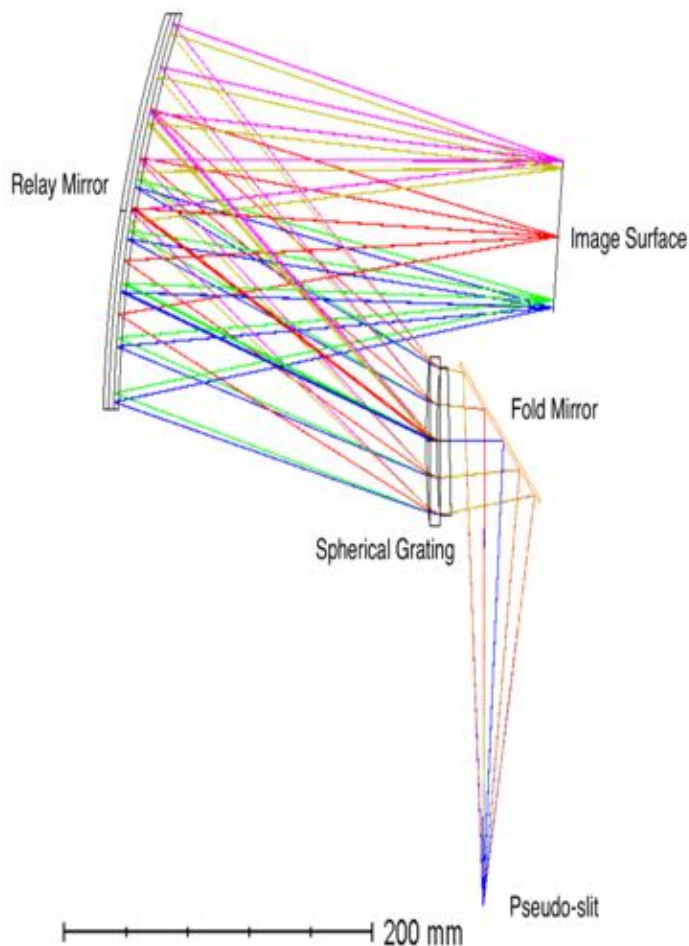 Relay Mirror
Image Surface
Fold Mirror
Spherical Grating
Pseudo-slit
200 mm